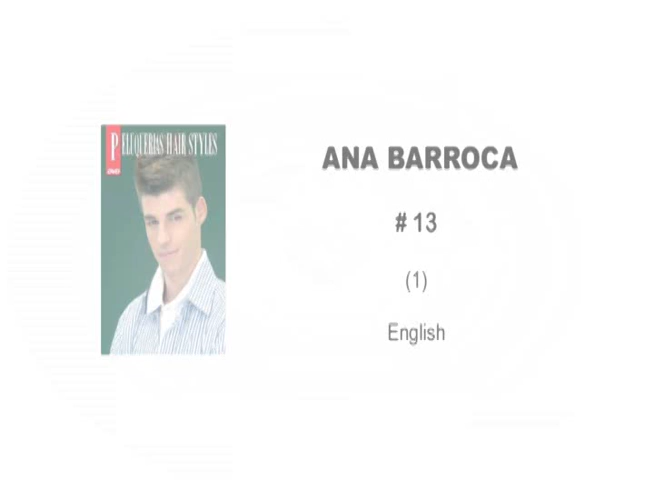 PELUQUERIAS HAIR STYLES
ANA BARROCA
# 13
(1)
English